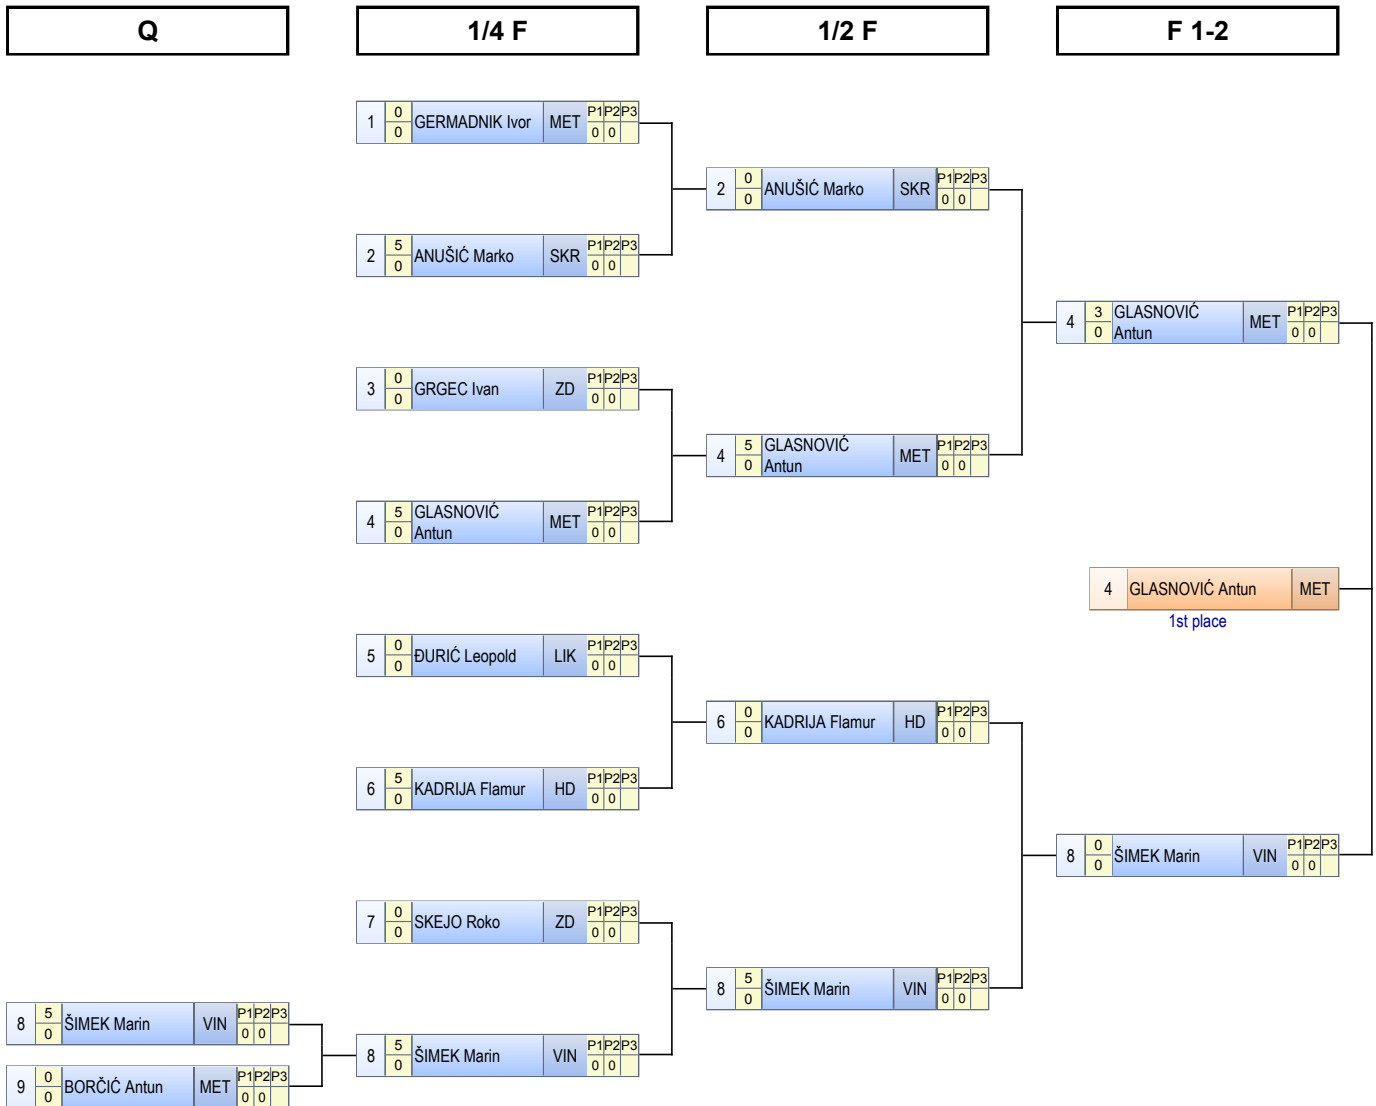 Q 1/4 F 1/2 F F 1-2
1 0 GERMADNIK Ivor MET P1 P2 P3
0 0 0
2 0 ANUŠIĆ Marko SKR P1 P2 P3
0 0 0
2 5 ANUŠIĆ Marko SKR P1 P2 P3
0 0 0
4 3 GLASNOVIĆ MET P1 P2 P3
0 Antun 0 0
3 0 GRGEC Ivan ZD P1 P2 P3
0 0 0
4 5 GLASNOVIĆ MET P1 P2 P3
0 Antun 0 0
4 5 GLASNOVIĆ MET P1 P2 P3
0 Antun 0 0
4 GLASNOVIĆ Antun MET
1st place
5 0 ĐURIĆ Leopold LIK P1 P2 P3
0 0 0
6 0 KADRIJA Flamur HD P1 P2 P3
0 0 0
6 5 KADRIJA Flamur HD P1 P2 P3
0 0 0
8 0 ŠIMEK Marin VIN P1 P2 P3
0 0 0
7 0 SKEJO Roko ZD P1 P2 P3
0 0 0
8 5 ŠIMEK Marin VIN P1 P2 P3
0 0 0
8 5 ŠIMEK Marin VIN P1 P2 P3
0 0 0
8 5 ŠIMEK Marin VIN P1 P2 P3
0 0 0
9 0 BORČIĆ Antun MET P1 P2 P3
0 0 0